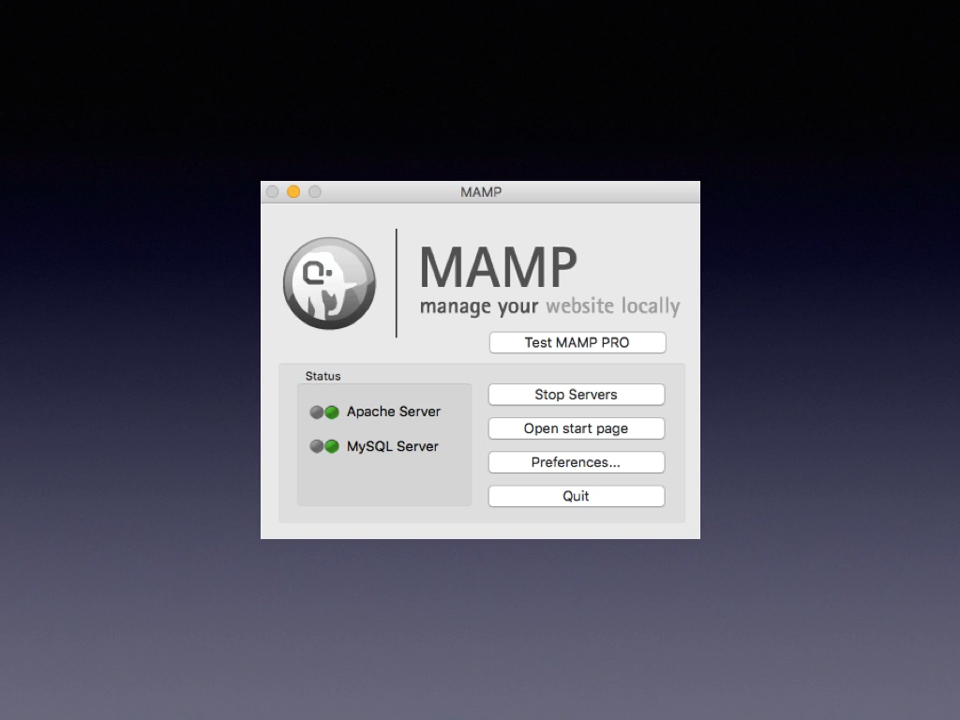 MAMP
MAMP
manage your website locally
Test MAMP PRO
Status
Apache Server
MySQL Server
Stop Servers
Open start page
Preferences...
Quit